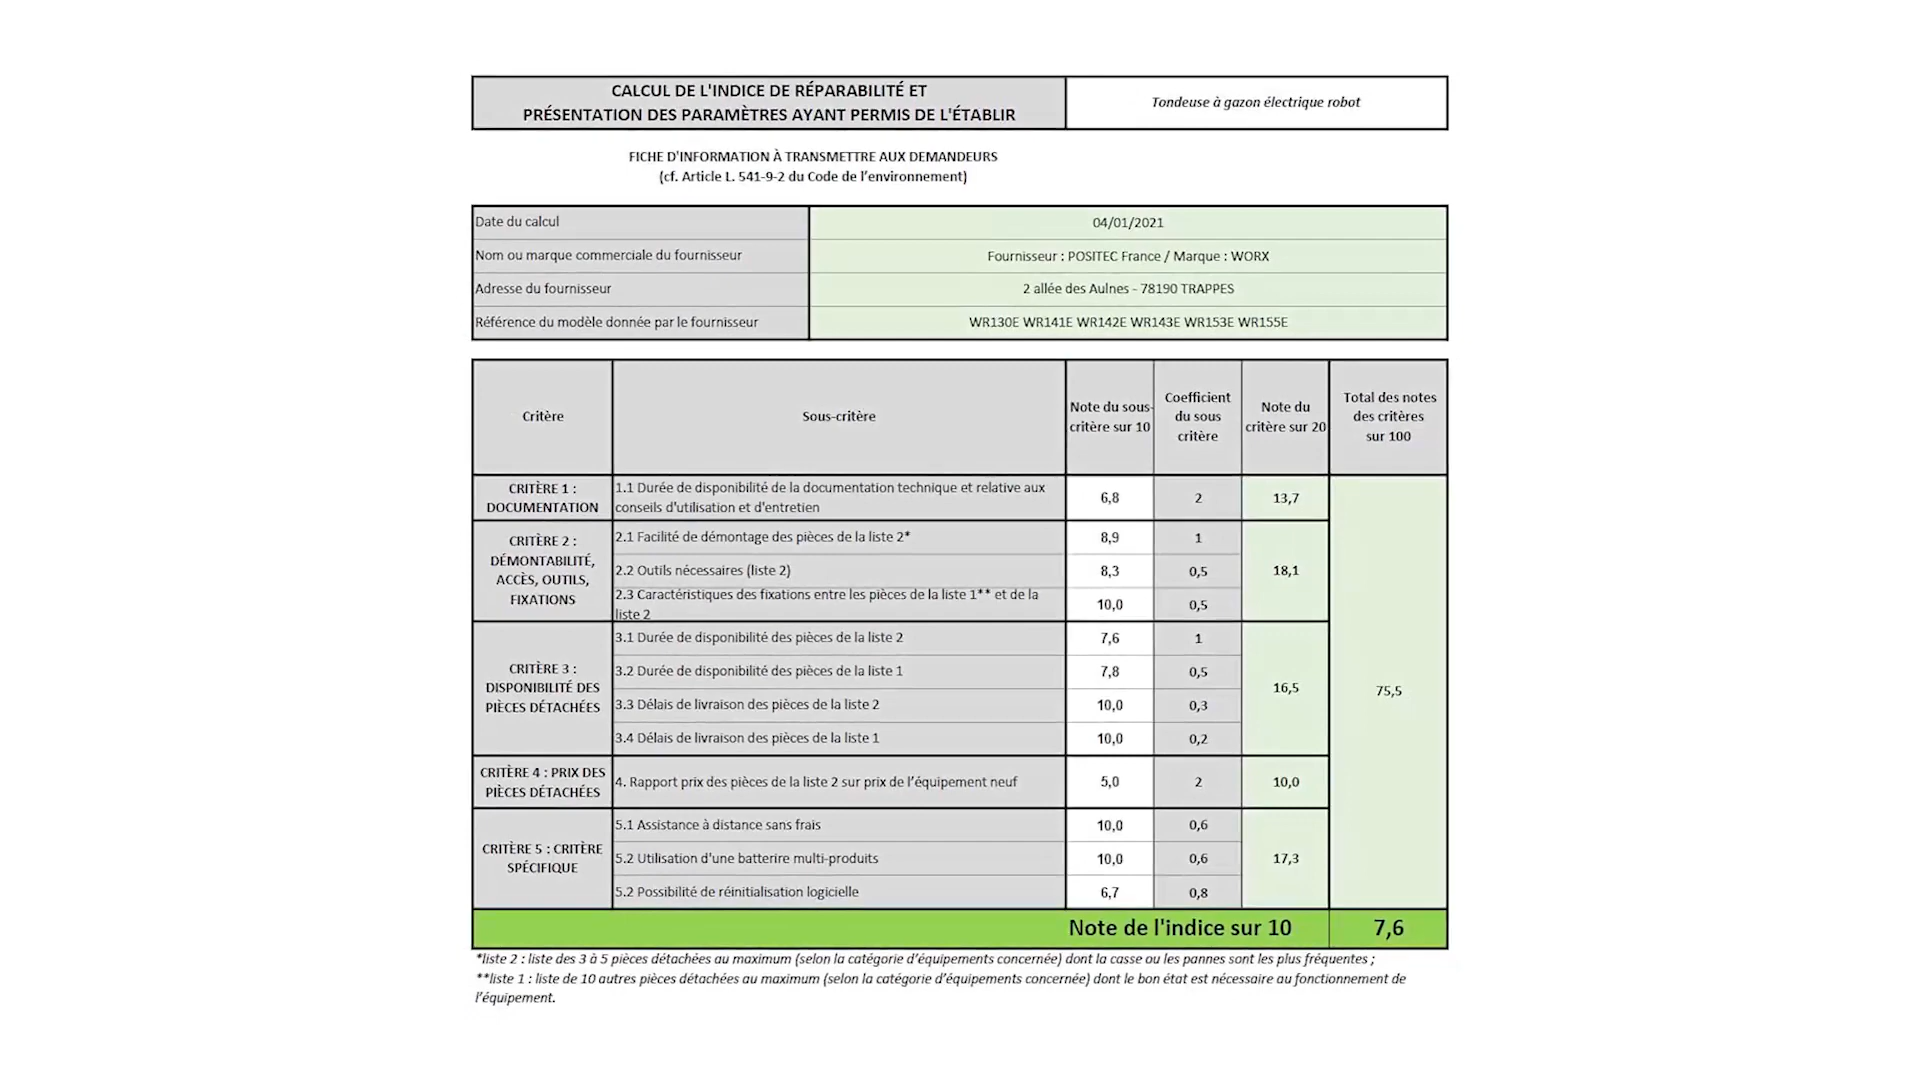 CALCUL DE L'INDICE DE RÉPARABILITÉ ET
PRÉSENTATION DES PARAMÈTRES AYANT PERMIS DE L'ÉTABLIR
Tondeuse à gazon électrique robot
FICHE D'INFORMATION À TRANSMETTRE AUX DEMANDEURS
(cf. Article L. 541-9-2 du Code de l'environnement)
Date du calcul
04/01/2021
Nom ou marque commerciale du fournisseur
Fournisseur : POSITEC France / Marque : WORX
Adresse du fournisseur
2 allée des Aulnes - 78190 TRAPPES
Référence du modèle donnée par le fournisseur
WR130E WR141E WR142E WR143E WR153E WR155E
Critère
Sous-critère
Note du sous-
critère sur 10
Coefficient
du sous
critère
Note du
critère sur 20
Total des notes
des critères
sur 100
CRITÈRE 1 :
DOCUMENTATION
1.1 Durée de disponibilité de la documentation technique et relative aux
conseils d'utilisation et d'entretien
6,8
2
13,7
CRITÈRE 2 :
DÉMONTABILITÉ,
ACCÈS, OUTILS,
FIXATIONS
2.1 Facilité de démontage des pièces de la liste 2*
8,9
1
2.2 Outils nécessaires (liste 2)
8,3
0,5
18,1
2.3 Caractéristiques des fixations entre les pièces de la liste 1** et de la
liste 2
10,0
0,5
CRITÈRE 3 :
DISPONIBILITÉ DES
PIÈCES DÉTACHÉES
3.1 Durée de disponibilité des pièces de la liste 2
7,6
1
3.2 Durée de disponibilité des pièces de la liste 1
7,8
0,5
16,5
75,5
3.3 Délais de livraison des pièces de la liste 2
10,0
0,3
3.4 Délais de livraison des pièces de la liste 1
10,0
0,2
CRITÈRE 4 : PRIX DES
PIÈCES DÉTACHÉES
4. Rapport prix des pièces de la liste 2 sur prix de l'équipement neuf
5,0
2
10,0
CRITÈRE 5 : CRITÈRE
SPÉCIFIQUE
5.1 Assistance à distance sans frais
10,0
0,6
5.2 Utilisation d'une batterire multi-produits
10,0
0,6
17,3
5.2 Possibilité de réinitialisation logicielle
6,7
0,8
Note de l'indice sur 10
7,6
*liste 2 : liste des 3 à 5 pièces détachées au maximum (selon la catégorie d'équipements concernée) dont la casse ou les pannes sont les plus fréquentes ;
**liste 1 : liste de 10 autres pièces détachées au maximum (selon la catégorie d'équipements concernée) dont le bon état est nécessaire au fonctionnement de
l'équipement.